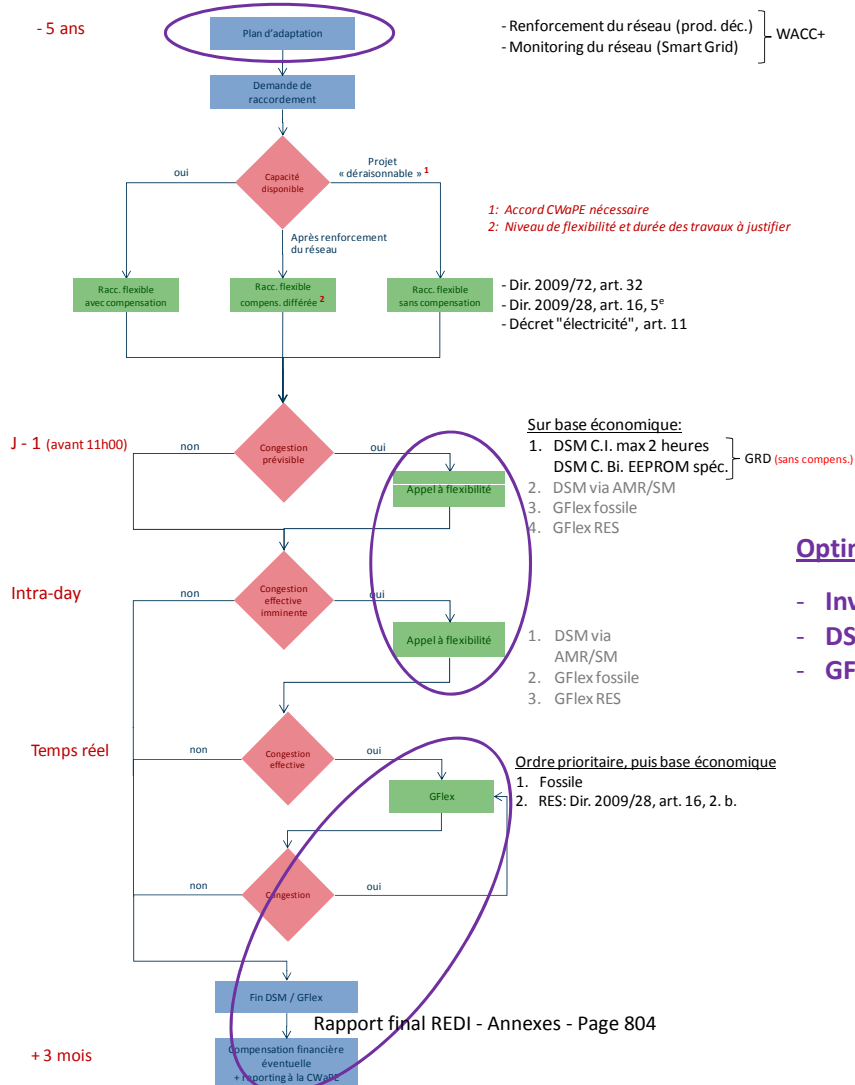 - 5 ans
Plan d'adaptation
- Renforcement du réseau (prod. déc.)
- Monitoring du réseau (Smart Grid)
WACC+
Demande de
raccordement
oui
Capacité
disponible
Projet
« déraisonnable » 1
1: Accord CWaPE nécessaire
2: Niveau de flexibilité et durée des travaux à justifier
Après renforcement
du réseau
Racc. flexible
avec compensation
Racc. flexible
compens. différée 2
Racc. flexible
sans compensation
- Dir. 2009/72, art. 32
- Dir. 2009/28, art. 16, 5e
- Décret "électricité", art. 11
J - 1 (avant 11h00)
non
Congestion
prévisible
oui
Appel à flexibilité
Sur base économique:
1. DSM C.I. max 2 heures
DSM C. Bi. EEPROM spéc.
GRD (sans compens.)
2. DSM via AMR/SM
3. GFlex fossile
4. GFlex RES
Intra-day
non
Congestion
effective
imminente
oui
Appel à flexibilité
1. DSM via
AMR/SM
2. GFlex fossile
3. GFlex RES
- DS
Temps réel
non
Congestion
effective
oui
GFlex
Ordre prioritaire, puis base économique
1. Fossile
2. RES: Dir. 2009/28, art. 16, 2. b.
non
Congestion
oui
Fin DSM / GFlex
Rapport final REDI - Annexes - Page 804
+ 3 mois
Compensation financière
éventuelle
+ reporting à la CWaPE